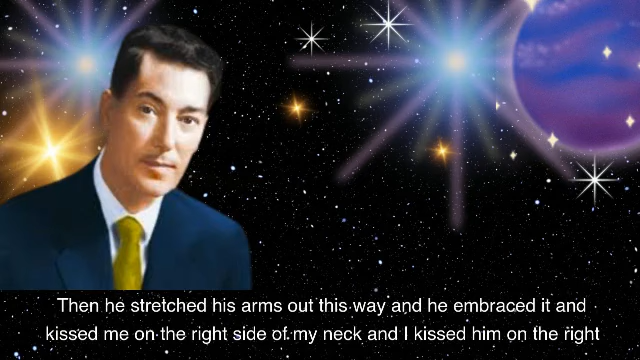 Then he stretched his arms out this way and he embraced it and
kissed me on the right side of my neck and I kissed him on the right